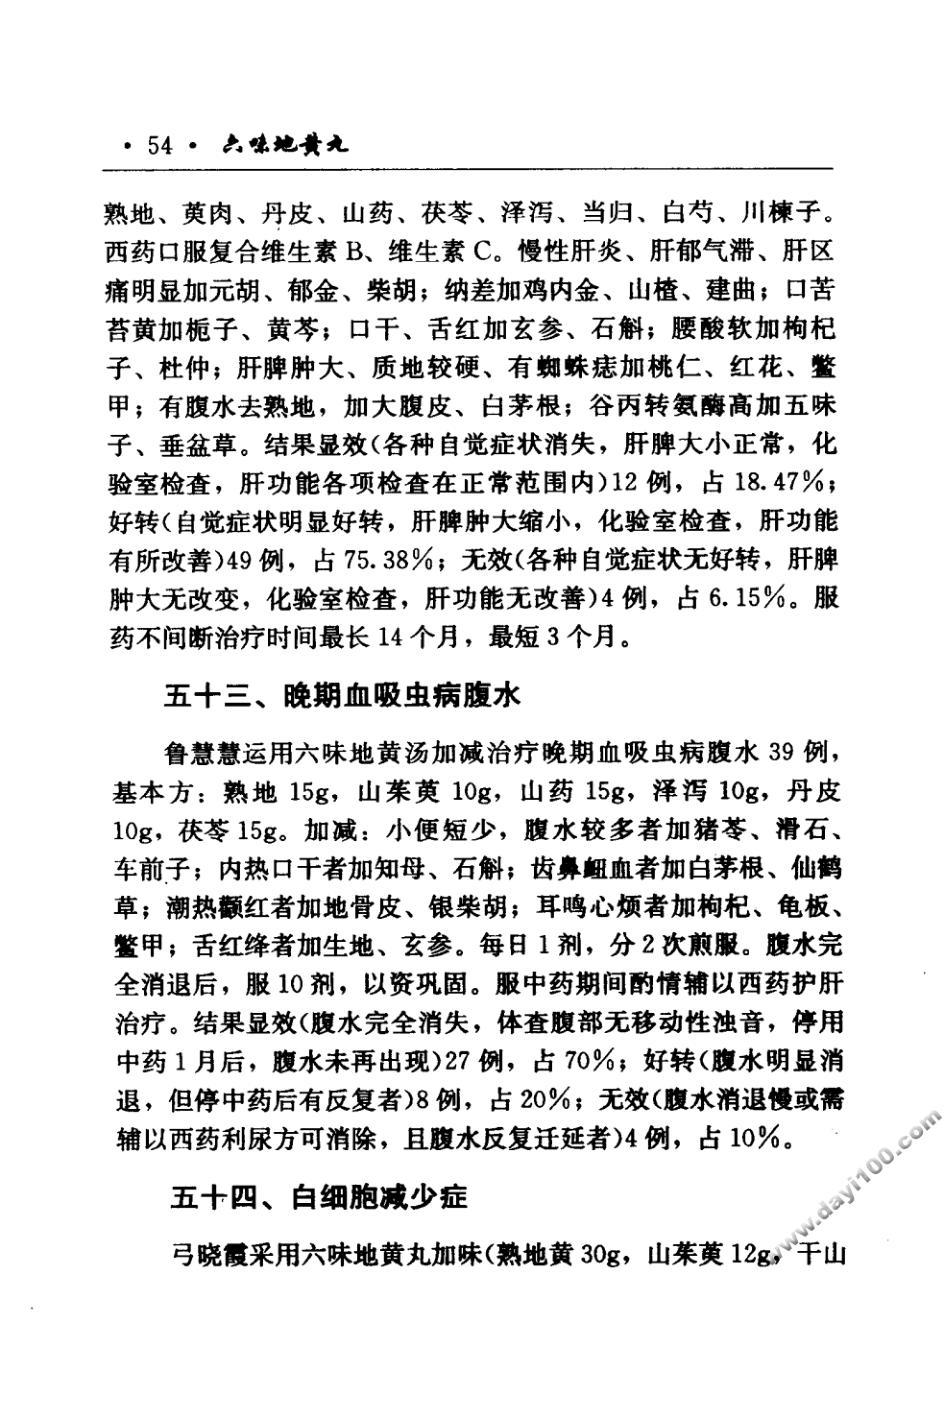 · 54 · 六味地黄丸
熟地、萸肉、丹皮、山药、茯苓、泽泻、当归、白芍、川楝子。
西药口服复合维生素 B、维生素 C。慢性肝炎、肝郁气滞、肝区
痛明显加元胡、郁金、柴胡；纳差加鸡内金、山楂、建曲；口苦
苔黄加栀子、黄芩；口干、舌红加玄参、石斛；腰酸软加枸杞
子、杜仲；肝脾肿大、质地较硬、有蜘蛛痣加桃仁、红花、鳖
甲；有腹水去熟地，加大腹皮、白茅根；谷丙转氨酶高加五味
子、垂盆草。结果显效(各种自觉症状消失，肝脾大小正常，化
验室检查，肝功能各项检查在正常范围内)12 例，占 18.47%；
好转(自觉症状明显好转，肝脾肿大缩小，化验室检查，肝功能
有所改善)49 例，占 75.38%；无效(各种自觉症状无好转，肝脾
肿大无改变，化验室检查，肝功能无改善)4 例，占 6.15%。服
药不间断治疗时间最长 14 个月，最短 3 个月。
五十三、晚期血吸虫病腹水
鲁慧慧运用六味地黄汤加减治疗晚期血吸虫病腹水 39 例，
基本方：熟地 15g，山茱萸 10g，山药 15g，泽泻 10g，丹皮
10g，茯苓 15g。加减：小便短少，腹水较多者加猪苓、滑石、
车前子；内热口干者加知母、石斛；齿鼻衄血者加白茅根、仙鹤
草；潮热颧红者加地骨皮、银柴胡；耳鸣心烦者加枸杞、龟板、
鳖甲；舌红绛者加生地、玄参。每日 1 剂，分 2 次煎服。腹水完
全消退后，服 10 剂，以资巩固。服中药期间酌情辅以西药护肝
治疗。结果显效(腹水完全消失，体查腹部无移动性浊音，停用
中药 1 月后，腹水未再出现)27 例，占 70%；好转(腹水明显消
退，但停中药后有反复者)8 例，占 20%；无效(腹水消退慢或需
辅以西药利尿方可消除，且腹水反复迁延者)4 例，占 10%。
五十四、白细胞减少症
弓晓霞采用六味地黄丸加味(熟地黄 30g，山茱萸 12g，干山
www.dayi100.com